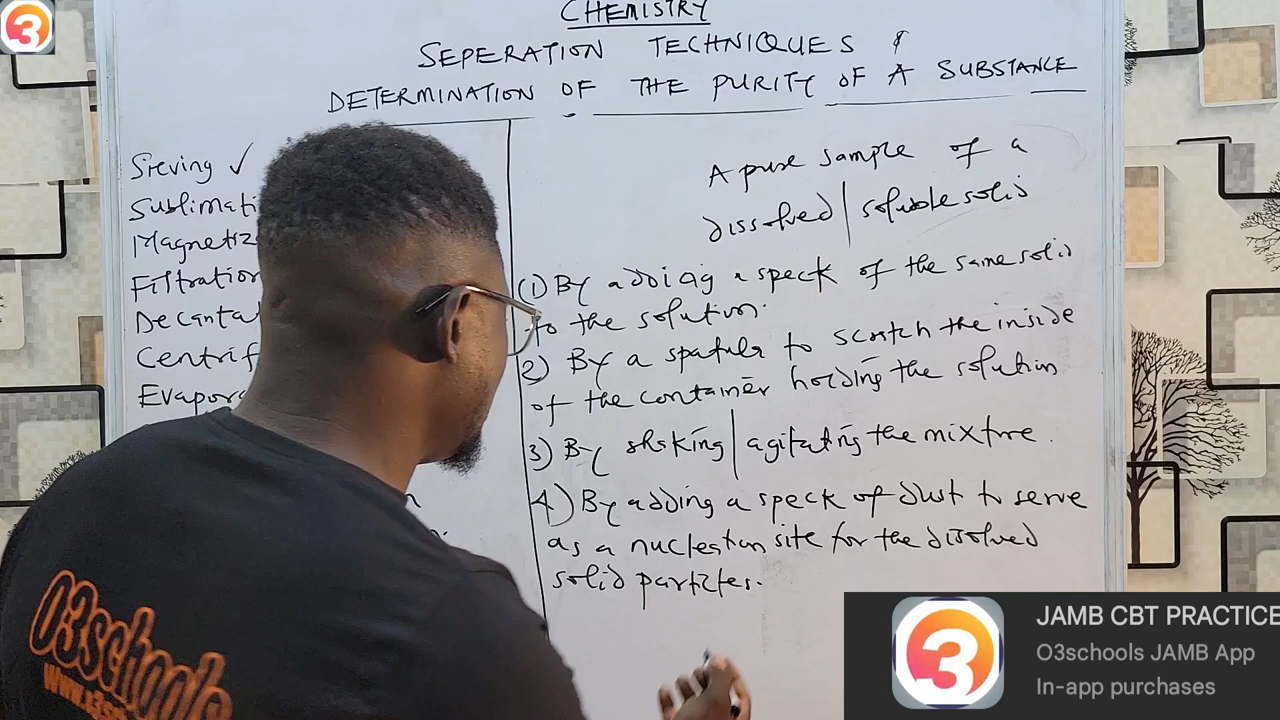 3
CHEMISTRY
SEPERATION TECHNIQUES &
DETERMINATION OF THE PURITY OF A SUBSTANCE
Sieving ✓
Sublimati
Magnetiz
Filtration
Decanta
Centrif
Evapora
A pure sample of a
dissolved | soluble solid
(1) By adding a speck of the same solid
to the solution.
2) By a spatula to scratch the inside
of the container holding the solution
3) By shaking | agitating the mixture.
4) By adding a speck of dust to serve
as a nucleation site for the dissolved
solid particles.
O3schools
3
JAMB CBT PRACTICE
O3schools JAMB App
In-app purchases